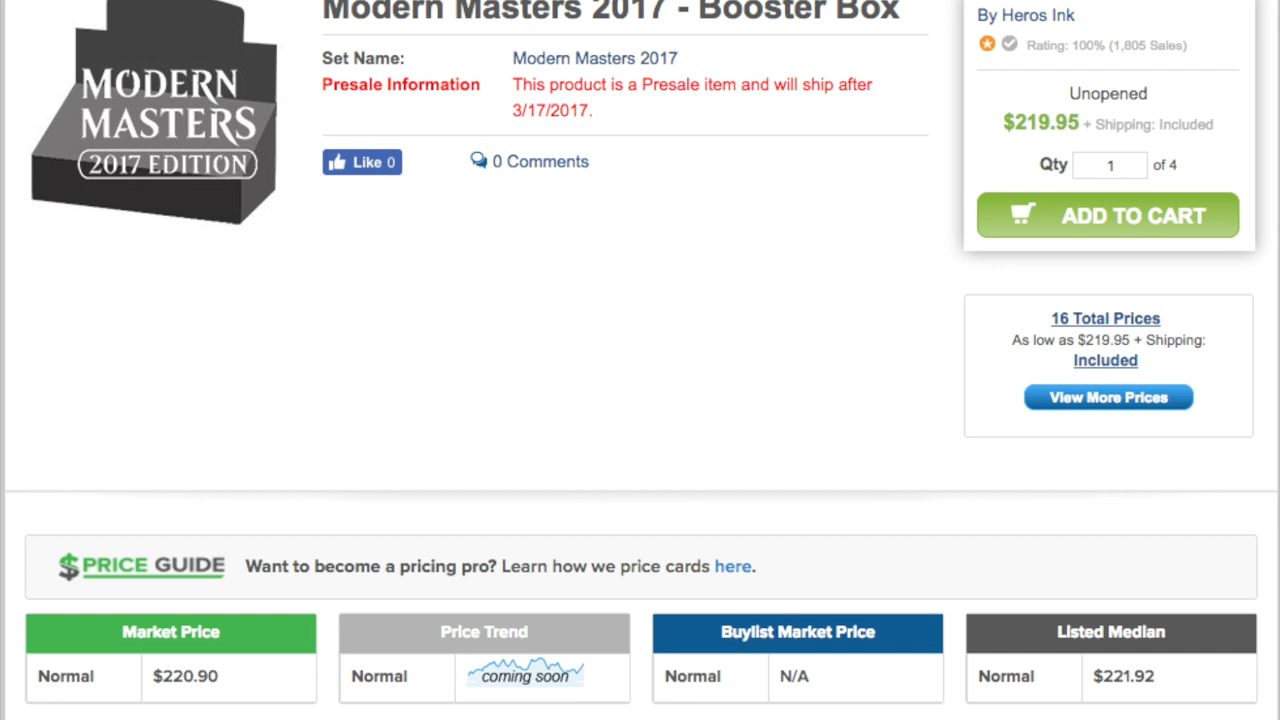 Modern Masters 2017 - Booster Box
MODERN
MASTERS
2017 EDITION
Set Name: Modern Masters 2017
Presale Information This product is a Presale item and will ship after
3/17/2017.
Like 0 0 Comments
By Heros Ink
Rating: 100% (1,805 Sales)
Unopened
$219.95 + Shipping: Included
Qty 1 of 4
ADD TO CART
16 Total Prices
As low as $219.95 + Shipping:
Included
View More Prices
$PRICE GUIDE Want to become a pricing pro? Learn how we price cards here.
Market Price Price Trend Buylist Market Price Listed Median
Normal $220.90 Normal coming soon Normal N/A Normal $221.92